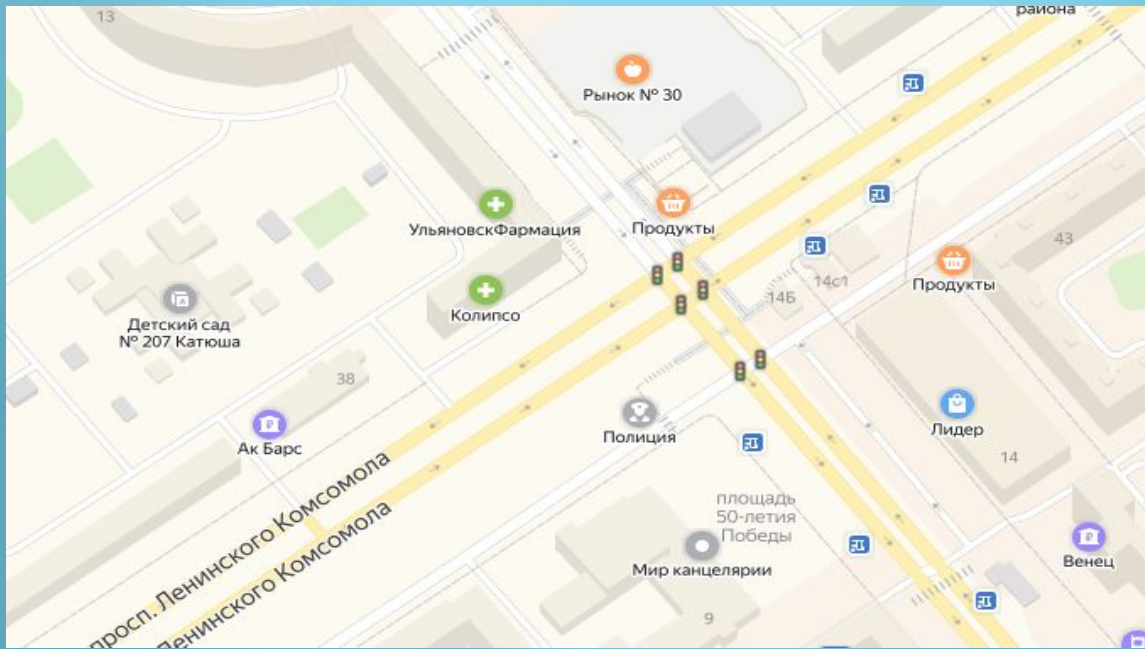 района
13
Рынок № 30
УльяновскФармация
Продукты
43
14с1
Продукты
14Б
Колипсо
Детский сад
№ 207 Катюша
38
Ак Барс
Полиция
Лидер
14
просп. Ленинского Комсомола
Ленинского Комсомола
площадь
50-летия
Победы
Мир канцелярии
Венец
9